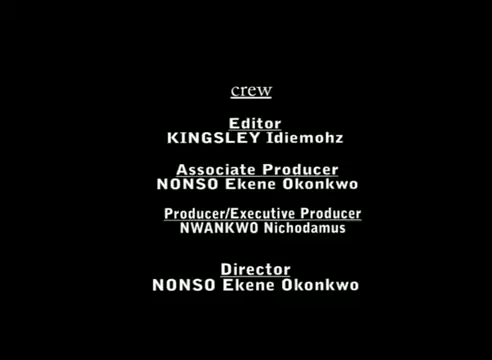 crew
Editor
KINGSLEY Idiemohz
Associate Producer
NONSO Ekene Okonkwo
Producer/Executive Producer
NWANKWO Nichodamus
Director
NONSO Ekene Okonkwo